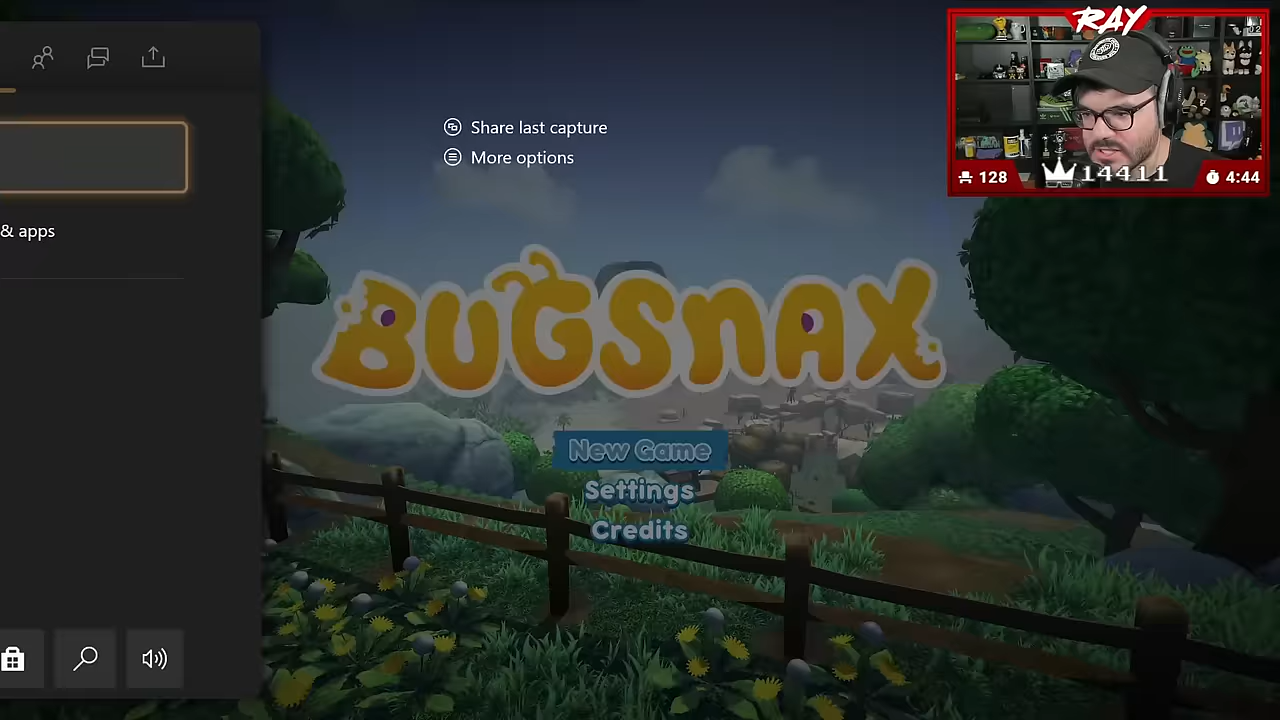 RAY
Share last capture
More options
128
14411
4:44
& apps
BUGSNAX
New Game
Settings
Credits